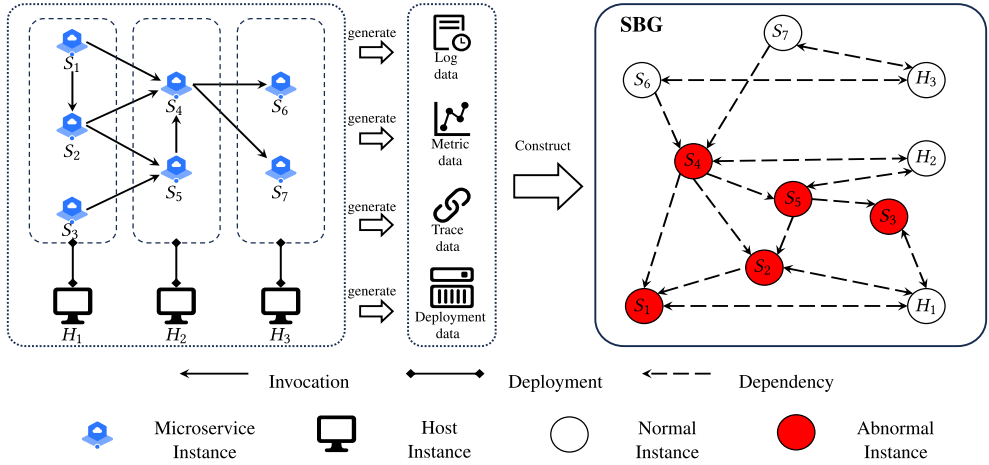 S1
S2
S3
S4
S5
S6
S7
H1
H2
H3
generate
generate
generate
generate
Log
data
Metric
data
Trace
data
Deployment
data
Construct
SBG
S7
S6
H3
S4
H2
S5
S3
S2
S1
H1
Invocation
Deployment
Dependency
Microservice
Instance
Host
Instance
Normal
Instance
Abnormal
Instance